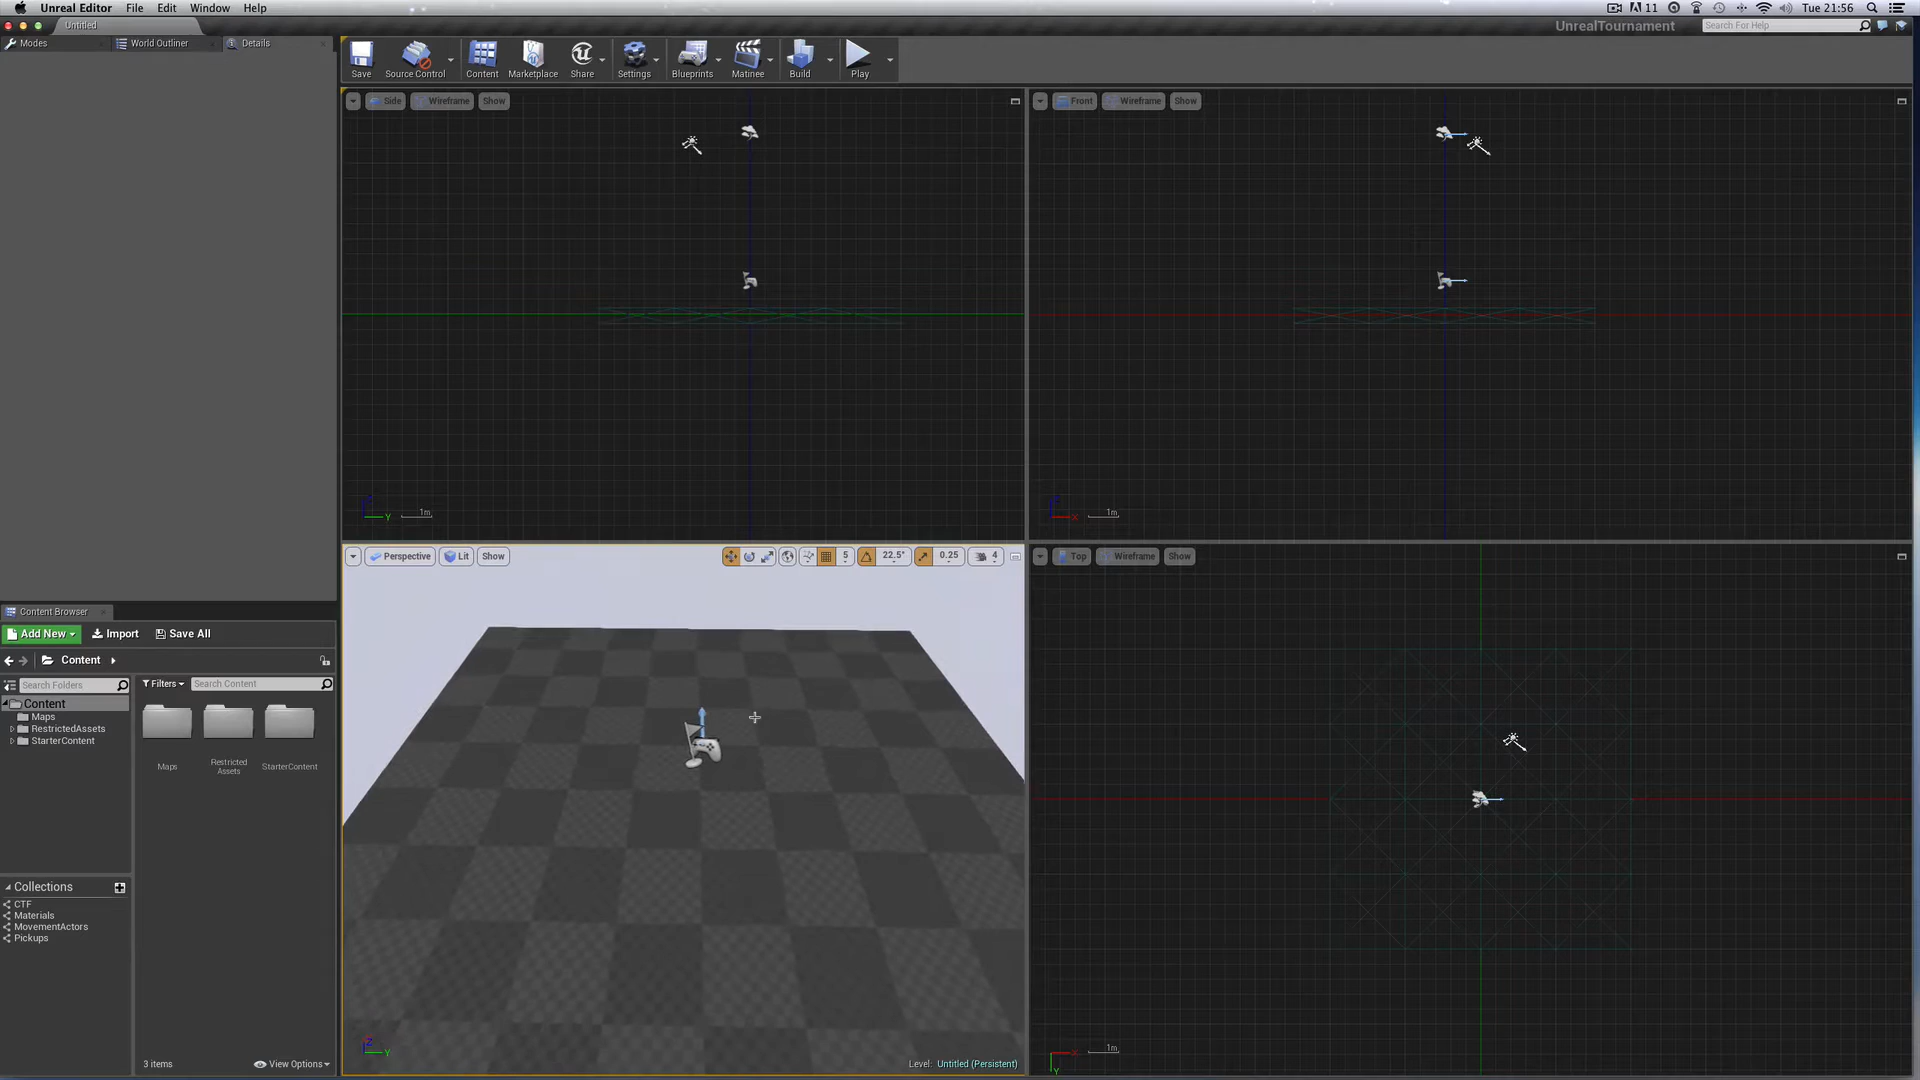 Unreal Editor File Edit Window Help
11
Tue 21:56
Untitled
UnrealTournament
Search For Help
Modes
World Outliner
Details
Save
Source Control
Content
Marketplace
Share
Settings
Blueprints
Matinee
Build
Play
Side Wireframe Show
Front Wireframe Show
Y
1m
X
1m
Perspective Lit Show
5
22.5°
0.25
4
Top Wireframe Show
Content Browser
Add New Import Save All
Content
Search Folders
Filters
Search Content
Content
Maps
RestrictedAssets
StarterContent
Maps
Restricted
Assets
StarterContent
Collections
CTF
Materials
MovementActors
Pickups
3 items
View Options
Z
Y
Level: Untitled (Persistent)
X
Y
1m